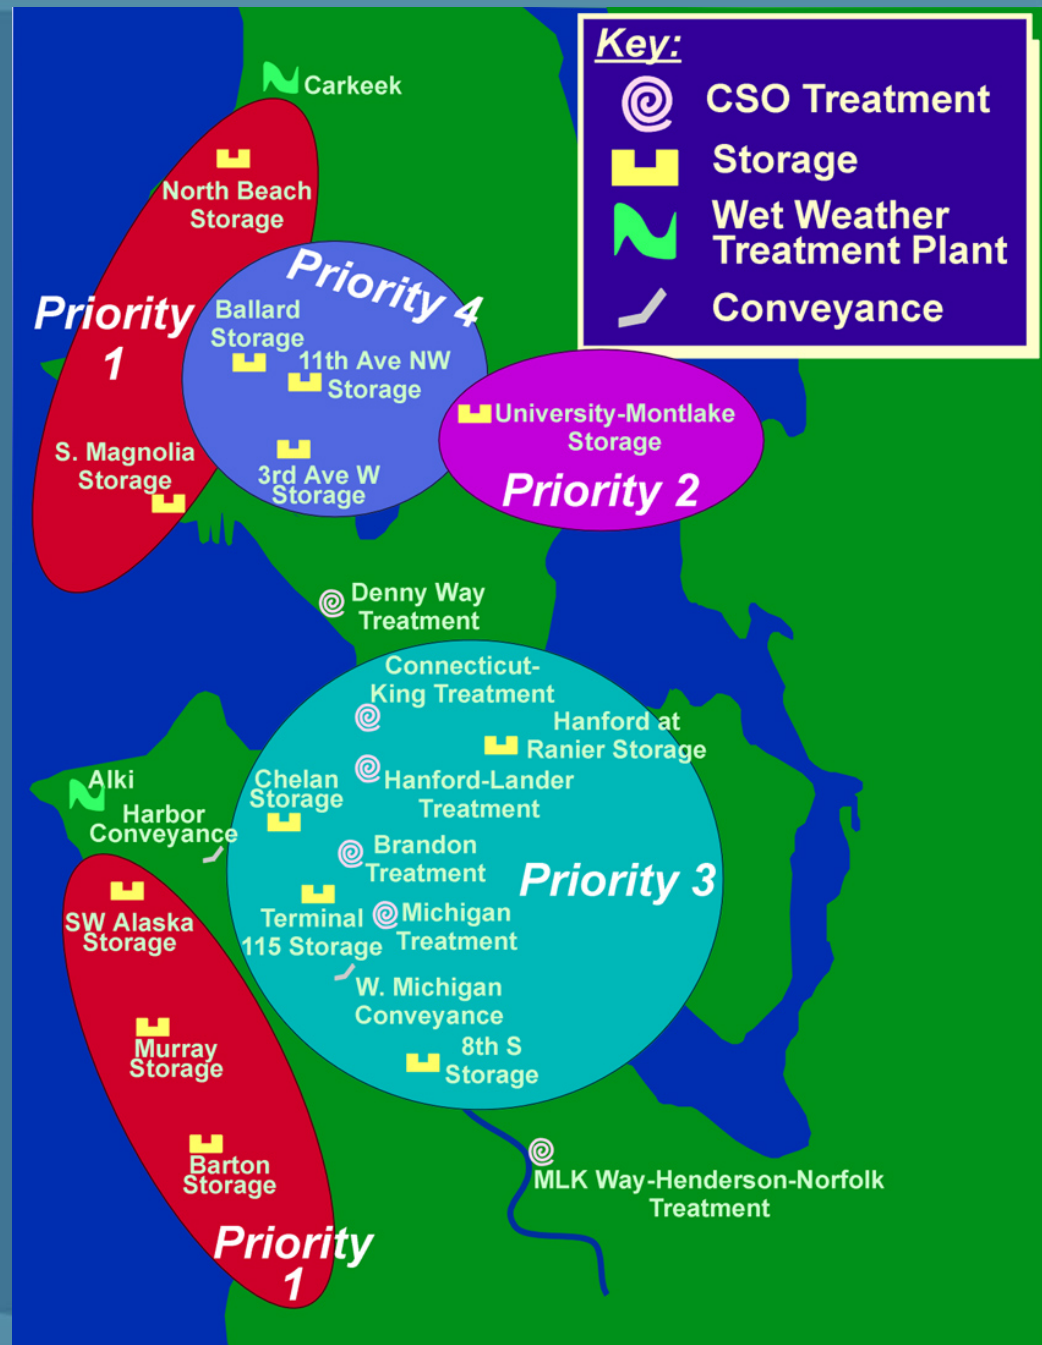 Key:
CSO Treatment
Storage
Wet Weather
Treatment Plant
Conveyance
Carkeek
North Beach
Storage
Priority
1
Priority 4
Ballard
Storage
11th Ave NW
Storage
3rd Ave W
Storage
S. Magnolia
Storage
University-Montlake
Storage
Priority 2
Denny Way
Treatment
Connecticut-
King Treatment
Hanford at
Ranier Storage
Hanford-Lander
Treatment
Chelan
Storage
Alki
Harbor
Conveyance
Brandon
Treatment
Priority 3
SW Alaska
Storage
Terminal
115 Storage
Michigan
Treatment
W. Michigan
Conveyance
Murray
Storage
8th S
Storage
Barton
Storage
MLK Way-Henderson-Norfolk
Treatment
Priority
1